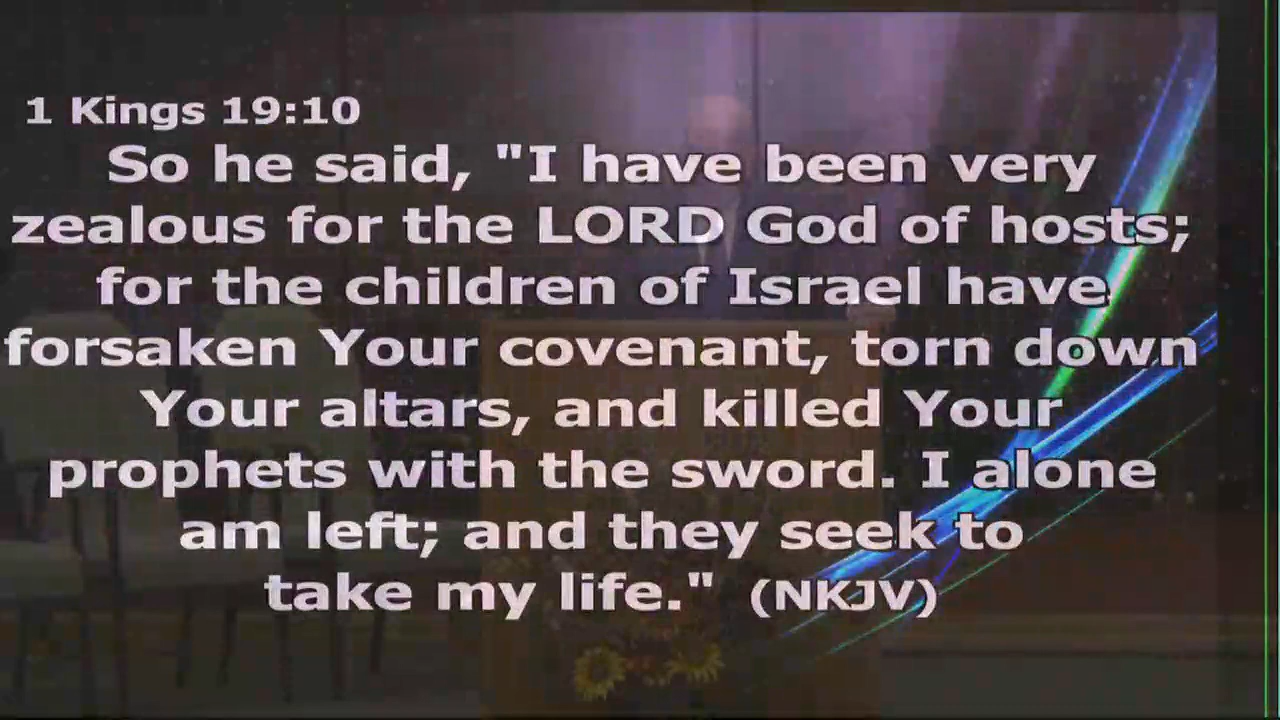 1 Kings 19:10
So he said, "I have been very
zealous for the LORD God of hosts;
for the children of Israel have
forsaken Your covenant, torn down
Your altars, and killed Your
prophets with the sword. I alone
am left; and they seek to
take my life." (NKJV)